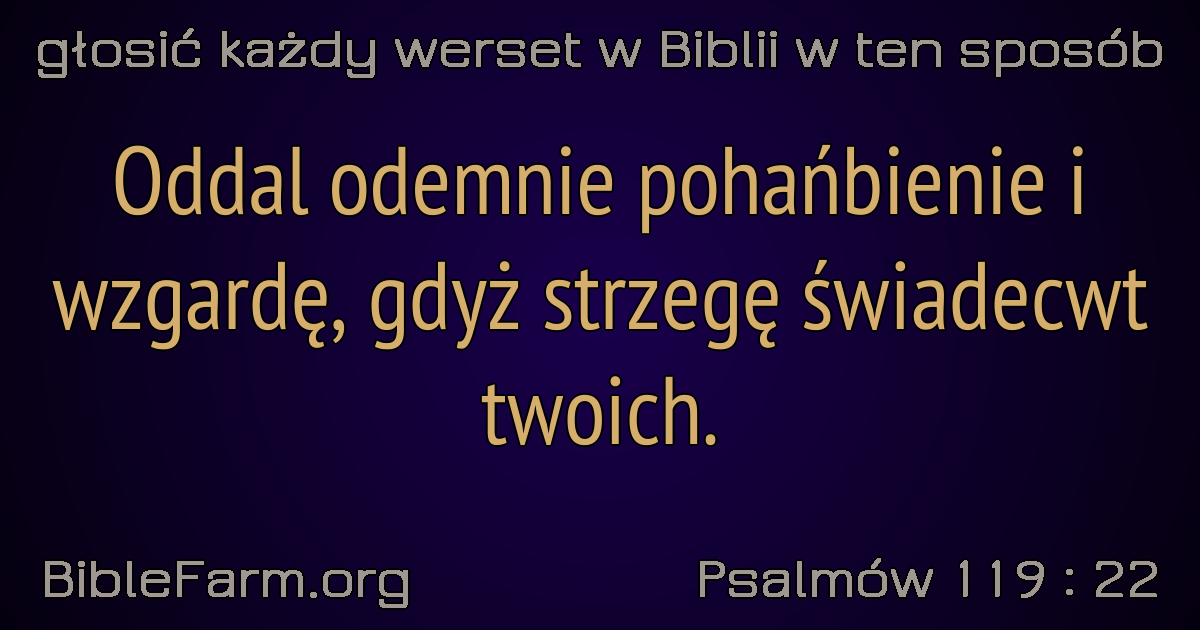 głosić każdy werset w Biblii w ten sposób
Oddal odemnie pohańbienie i
wzgardę, gdyż strzegę świadecwt
twoich.
BibleFarm.org
Psalmów 119 : 22